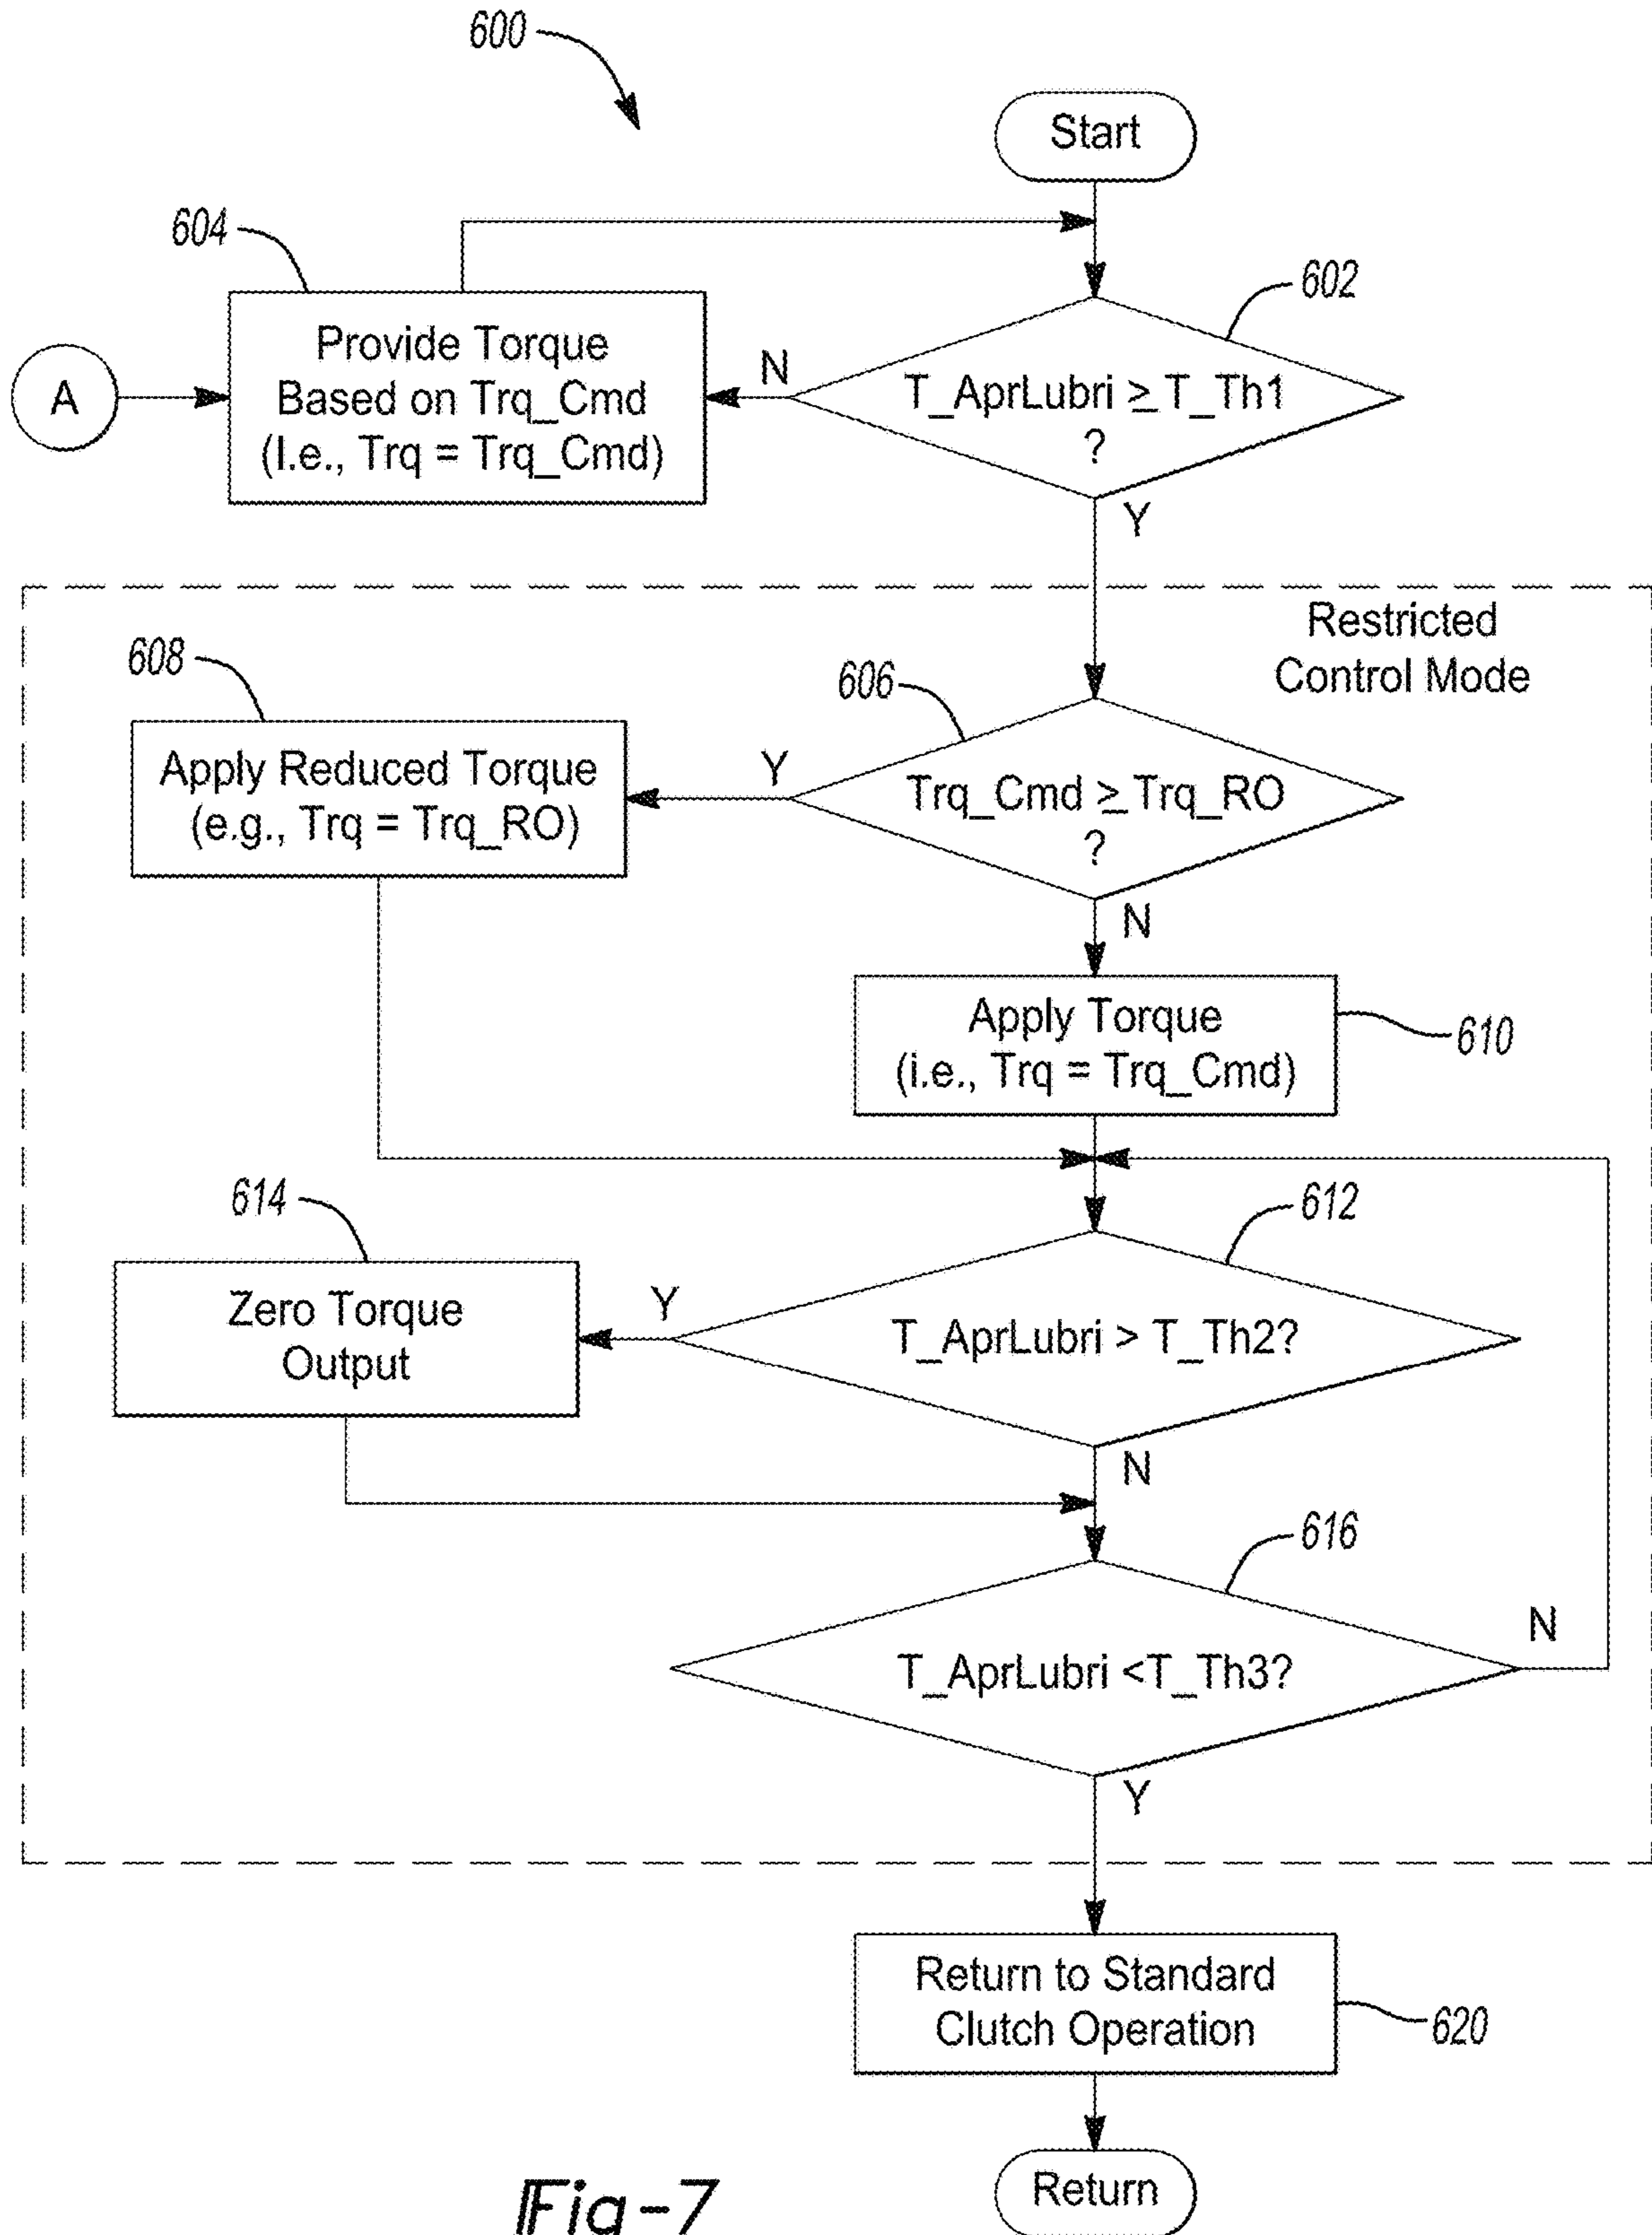 600
Start
604
602
Provide Torque
Based on Trq_Cmd
(I.e., Trq = Trq_Cmd)
A
N
T_AprLubri ≥ T_Th1
?
Y
Restricted
Control Mode
608
606
Apply Reduced Torque
(e.g., Trq = Trq_RO)
Y
Trq_Cmd ≥ Trq_RO
?
N
Apply Torque
(i.e., Trq = Trq_Cmd)
610
614
612
Zero Torque
Output
Y
T_AprLubri > T_Th2?
N
616
T_AprLubri <T_Th3?
N
Y
Return to Standard
Clutch Operation
620
Return
Fig-7